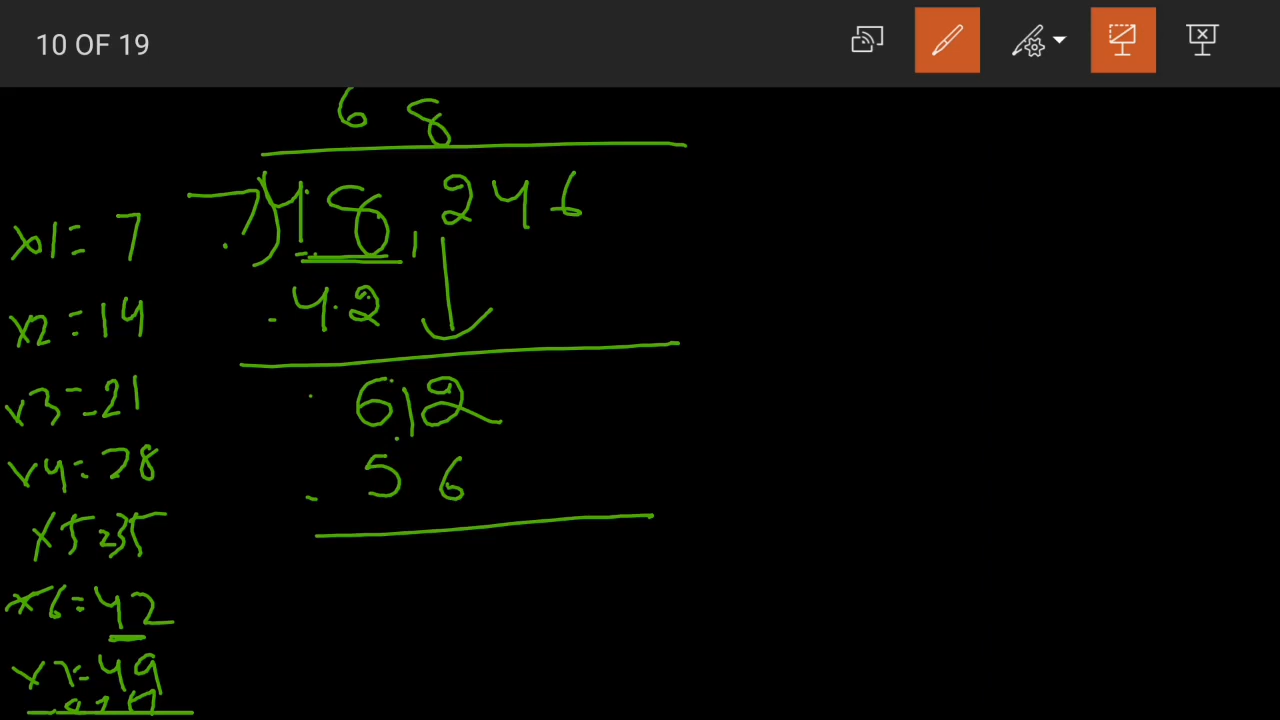 10 OF 19
6 8
7)48,246
42
612
56
x1=7
x2=14
x3=21
x4=28
x5=35
x6=42
x7=49